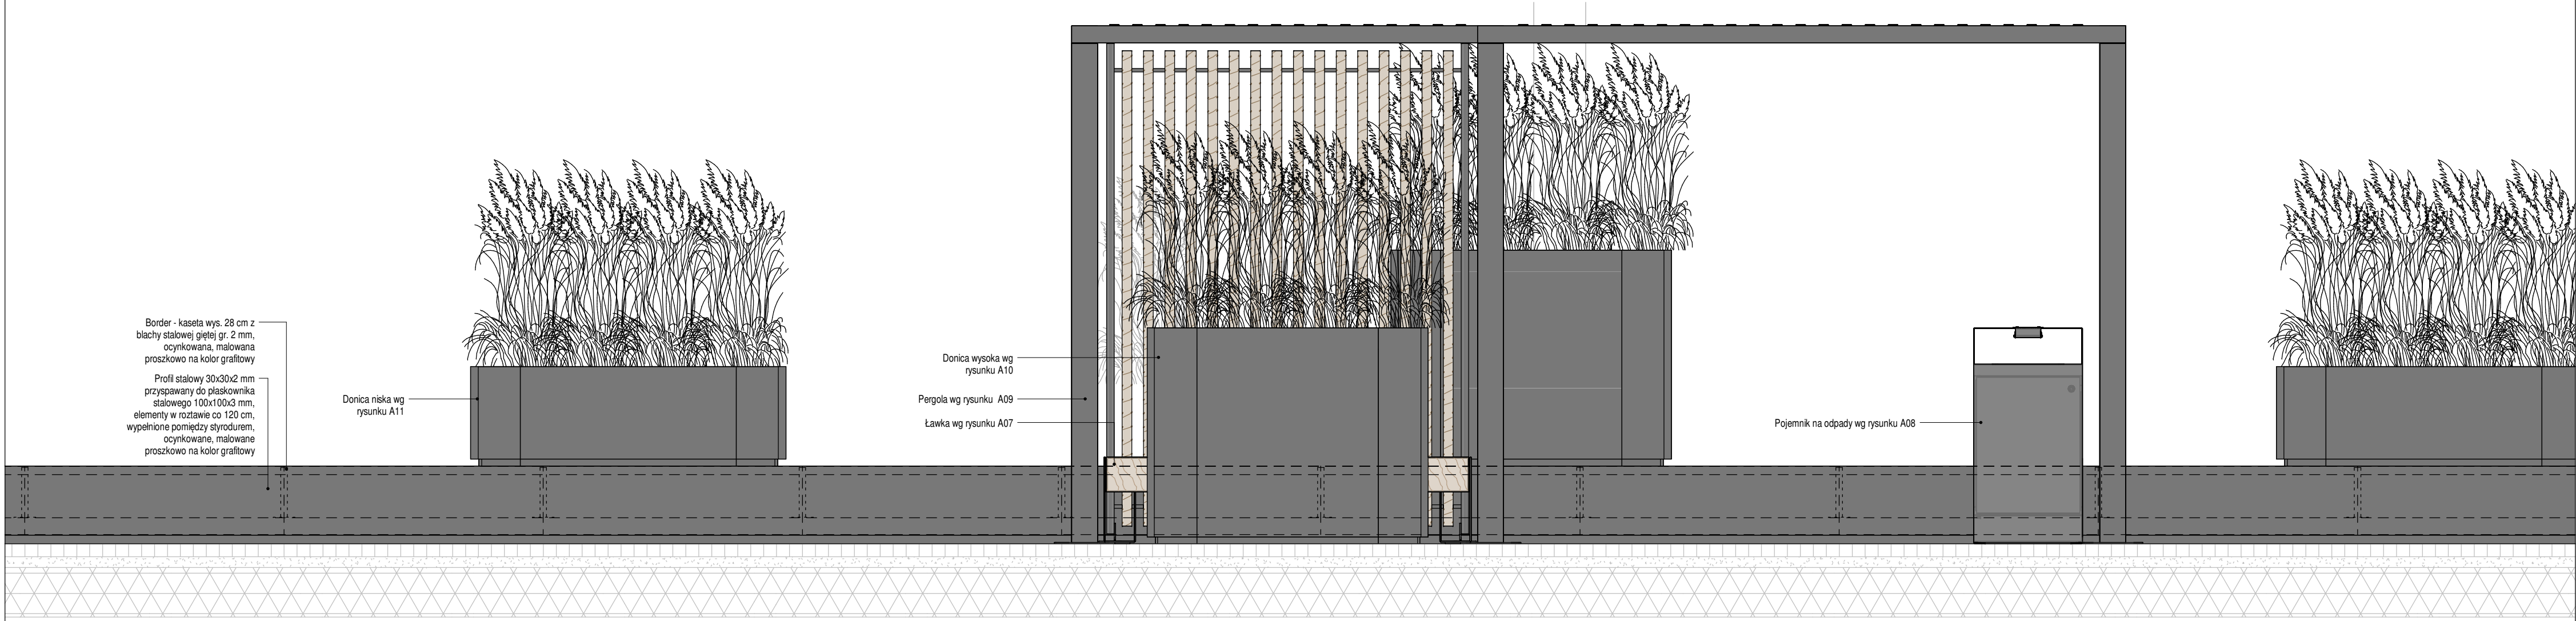 Border - kaseta wys. 28 cm z
blachy stalowej giętej gr. 2 mm,
ocynkowana, malowana
proszkowo na kolor grafitowy
Profil stalowy 30x30x2 mm
przyspawany do płaskownika
stalowego 100x100x3 mm,
elementy w roztawie co 120 cm,
wypełnione pomiędzy styrodurem,
ocynkowane, malowane
proszkowo na kolor grafitowy
Donica niska wg
rysunku A11
Donica wysoka wg
rysunku A10
Pergola wg rysunku A09
Ławka wg rysunku A07
Pojemnik na odpady wg rysunku A08